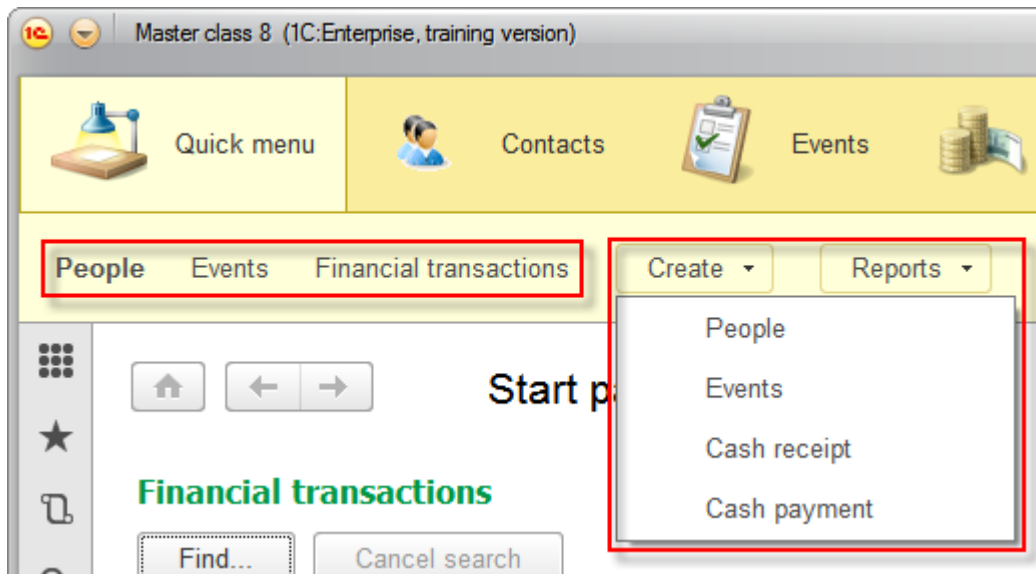 1C Master class 8 (1C:Enterprise, training version)
Quick menu Contacts Events
People Events Financial transactions Create Reports
People
Start
Events
Cash receipt
Financial transactions
Cash payment
Find... Cancel search